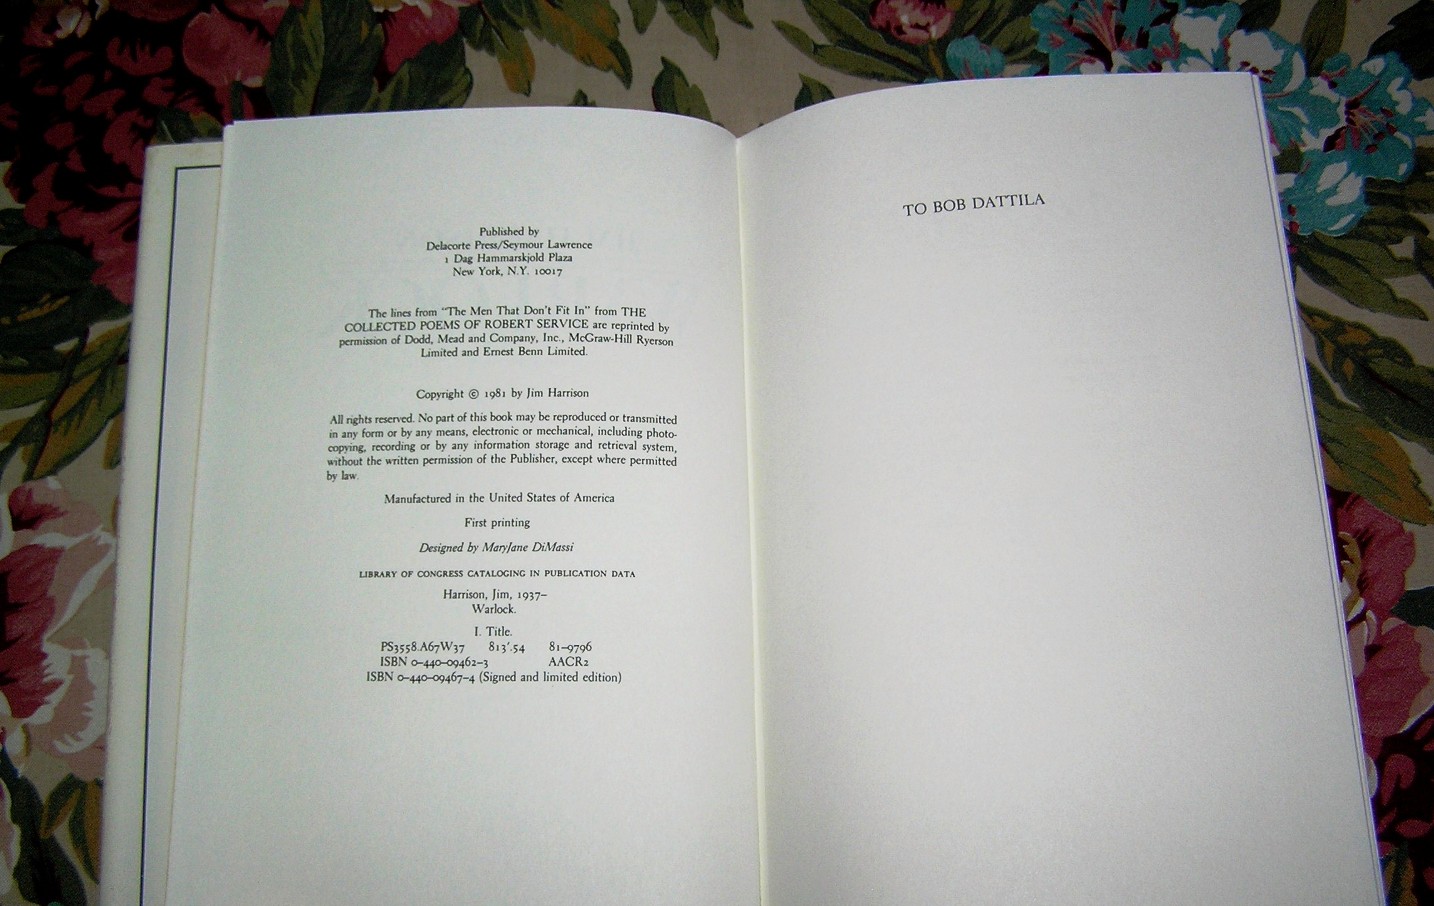 Published by
Delacorte Press/Seymour Lawrence
1 Dag Hammarskjold Plaza
New York, N.Y. 10017
The lines from "The Men That Don't Fit In" from THE
COLLECTED POEMS OF ROBERT SERVICE are reprinted by
permission of Dodd, Mead and Company, Inc., McGraw-Hill Ryerson
Limited and Ernest Benn Limited.
Copyright © 1981 by Jim Harrison
All rights reserved. No part of this book may be reproduced or transmitted
in any form or by any means, electronic or mechanical, including photo-
copying, recording or by any information storage and retrieval system,
without the written permission of the Publisher, except where permitted
by law.
Manufactured in the United States of America
First printing
Designed by MaryJane DiMassi
LIBRARY OF CONGRESS CATALOGING IN PUBLICATION DATA
Harrison, Jim, 1937–
Warlock.
I. Title.
PS3558.A67W37 813'.54 81–9796
ISBN 0–440–09462–3 AACR2
ISBN 0–440–09467–4 (Signed and limited edition)
TO BOB DATTILA